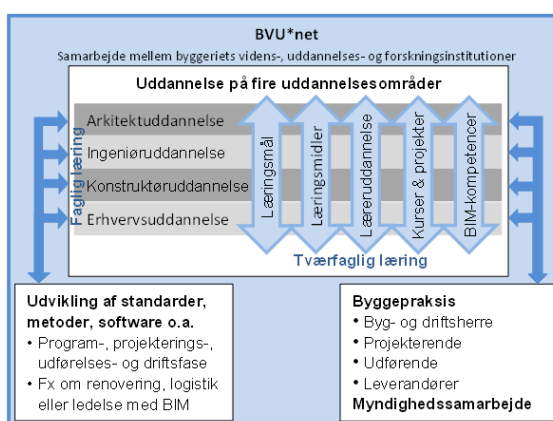 BVU*net
Samarbejde mellem byggeriets videns-, uddannelses- og forskningsinstitutioner
Uddannelse på fire uddannelsesområder
Faglig læring
Arkitektuddannelse
Ingeniøruddannelse
Konstruktøruddannelse
Erhvervsuddannelse
Læringsmål
Læringsmidler
Læreruddannelse
Kurser & projekter
BIM-kompetencer
Tværfaglig læring
Udvikling af standarder,
metoder, software o.a.
• Program-, projekterings-,
udførelses- og driftsfase
• Fx om renovering, logistik
eller ledelse med BIM
Byggepraksis
• Byg- og driftsherre
• Projekterende
• Udførende
• Leverandører
Myndighedssamarbejde